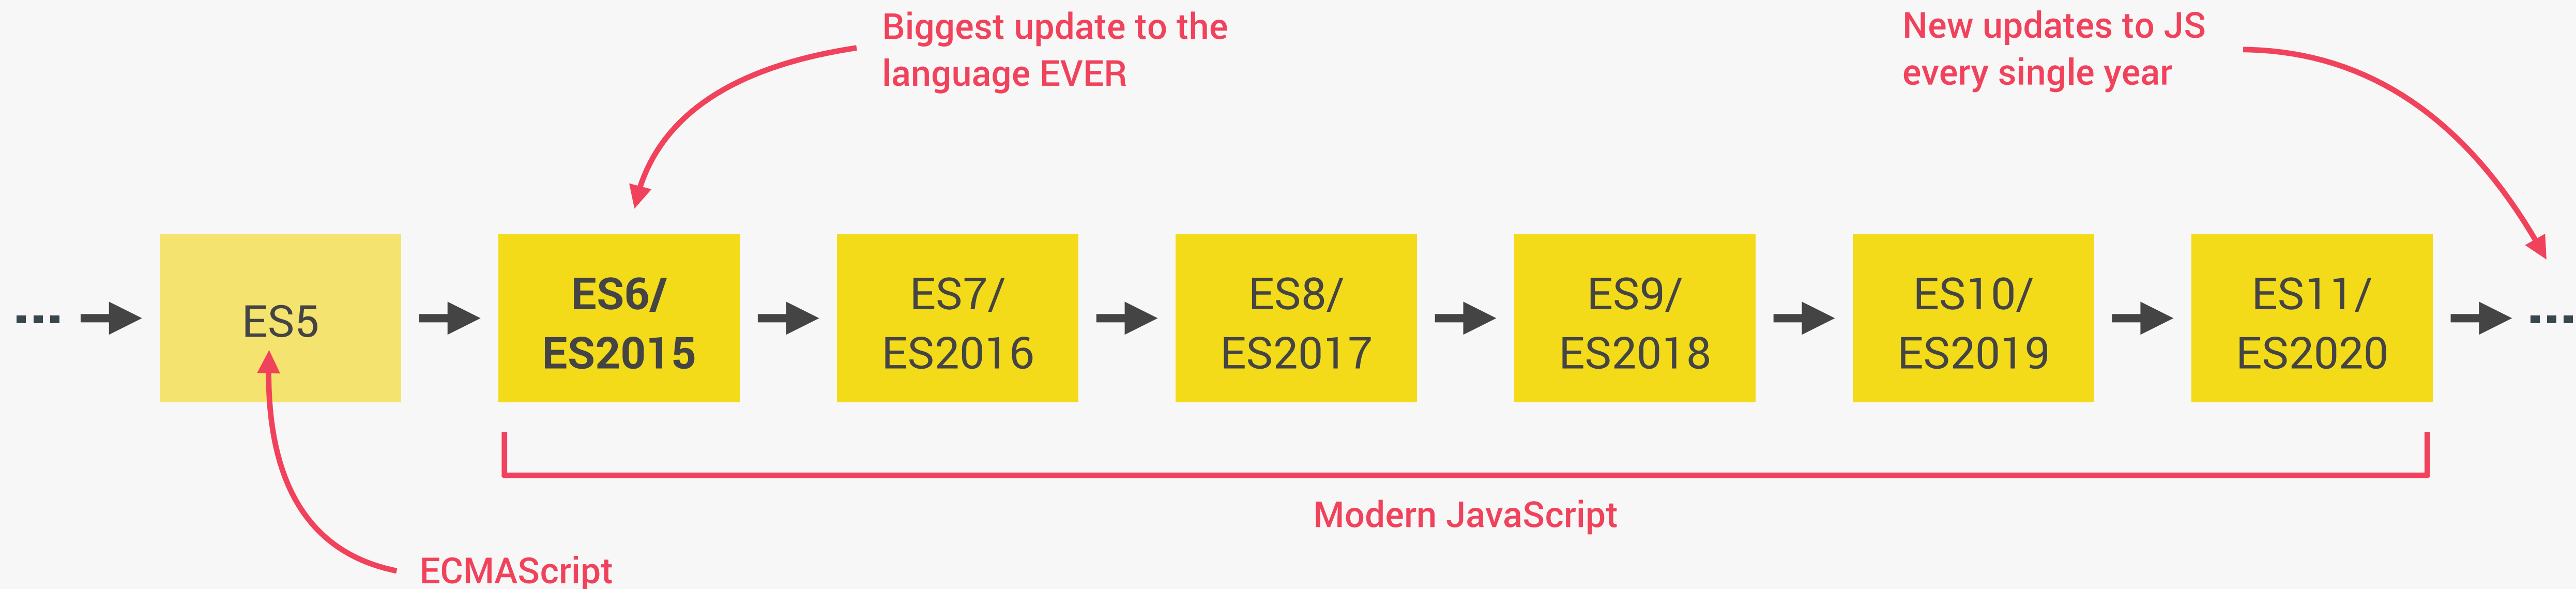 Biggest update to the
language EVER
New updates to JS
every single year
ES5
ES6/
ES2015
ES7/
ES2016
ES8/
ES2017
ES9/
ES2018
ES10/
ES2019
ES11/
ES2020
Modern JavaScript
ECMAScript